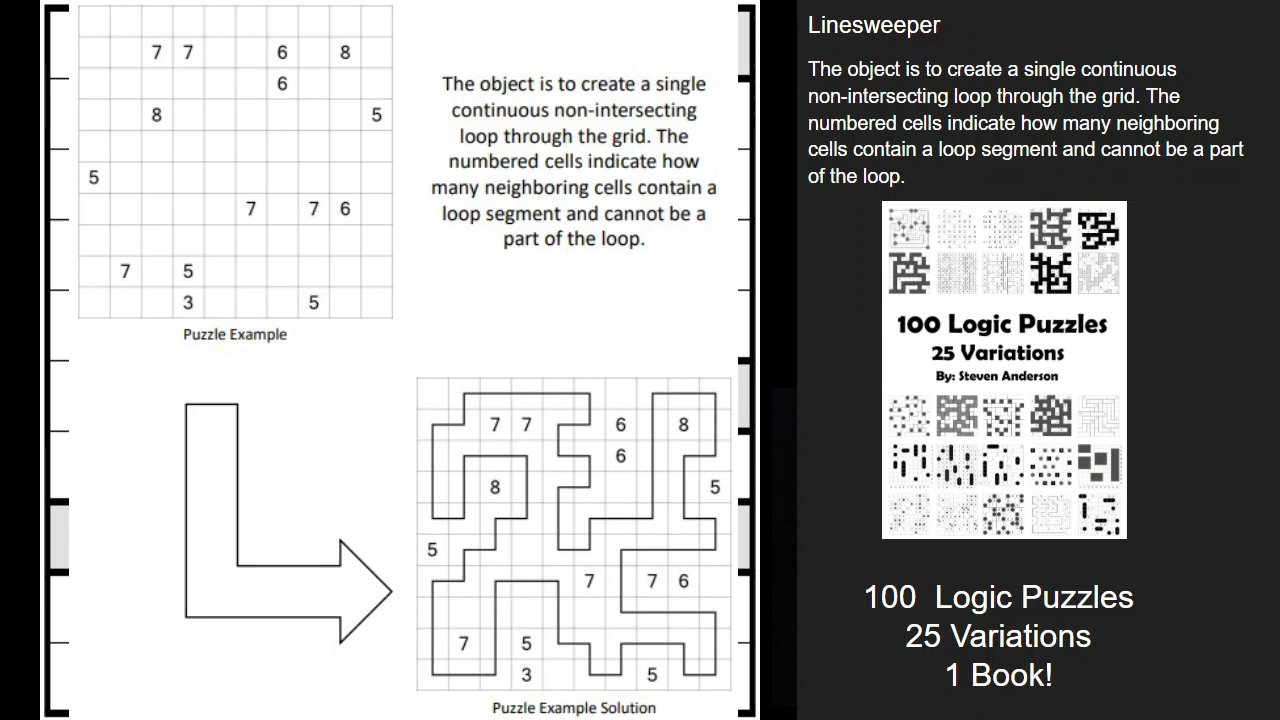 7 7 6 8
6
8 5
5
7 7 6
7 5
3 5
Puzzle Example
The object is to create a single
continuous non-intersecting
loop through the grid. The
numbered cells indicate how
many neighboring cells contain a
loop segment and cannot be a
part of the loop.
7 7 6 8
6
8 5
5
7 7 6
7 5
3 5
Puzzle Example Solution
Linesweeper
The object is to create a single continuous
non-intersecting loop through the grid. The
numbered cells indicate how many neighboring
cells contain a loop segment and cannot be a part
of the loop.
100 Logic Puzzles
25 Variations
By: Steven Anderson
100 Logic Puzzles
25 Variations
1 Book!